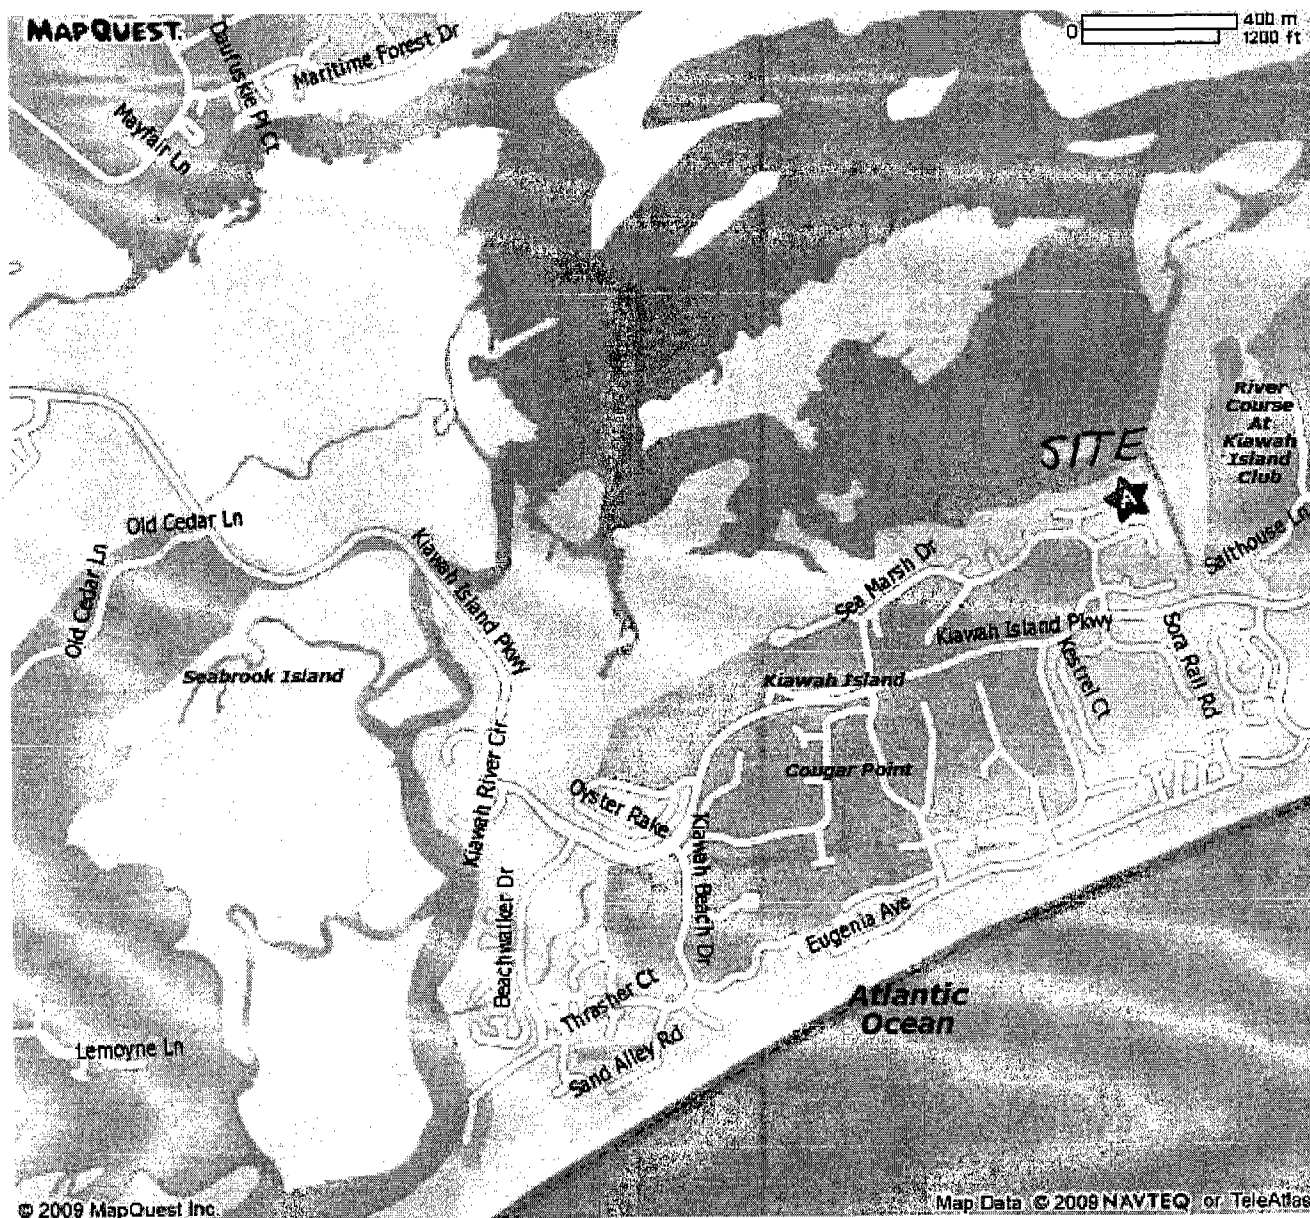 MAPQUEST.
0
400 m
1200 ft
Daufuskie Pt Ct
Maritime Forest Dr
Mayfair Ln
River
Course
At
Kiawah
Island
Club
SITE
A
Old Cedar Ln
Old Cedar Ln
Kiawah Island Pkwy
Salthouse Ln
Sea Marsh Dr
Kiawah Island Pkwy
Kestrel Ct
Sora Rail Rd
Seabrook Island
Kiawah Island
Kiawah River Cir
Cougar Point
Oyster Rake
Kiawah Beach Dr
Beachwalker Dr
Eugenia Ave
Thrasher Ct
Atlantic
Ocean
Sand Alley Rd
Lemoyne Ln
© 2009 MapQuest Inc
Map Data © 2009 NAVTEQ or TeleAtlas